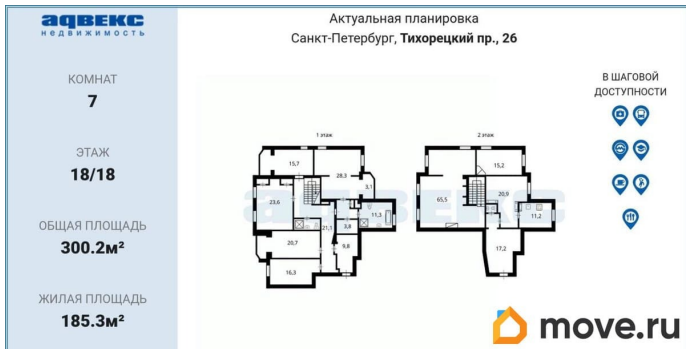 адвекс
НЕДВИЖИМОСТЬ
КОМНАТ
7
ЭТАЖ
18/18
ОБЩАЯ ПЛОЩАДЬ
300.2м²
ЖИЛАЯ ПЛОЩАДЬ
185.3м²
Актуальная планировка
Санкт-Петербург, Тихорецкий пр., 26
В ШАГОВОЙ
ДОСТУПНОСТИ
1 этаж
15,7
28,3
3,1
23,6
11,3
21,1
3,8
20,7
9,8
16,3
2 этаж
15,2
65,5
20,9
11,2
17,2
адвекс
move.ru